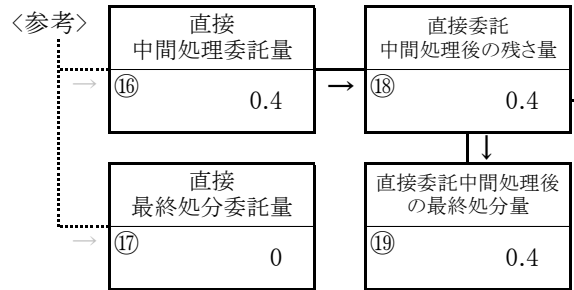 〈参考〉
直接
中間処理委託量
→
⑯
0.4
→
直接委託
中間処理後の残さ量
⑱
0.4
↓
直接
最終処分委託量
→
⑰
0
直接委託中間処理後
の最終処分量
⑲
0.4